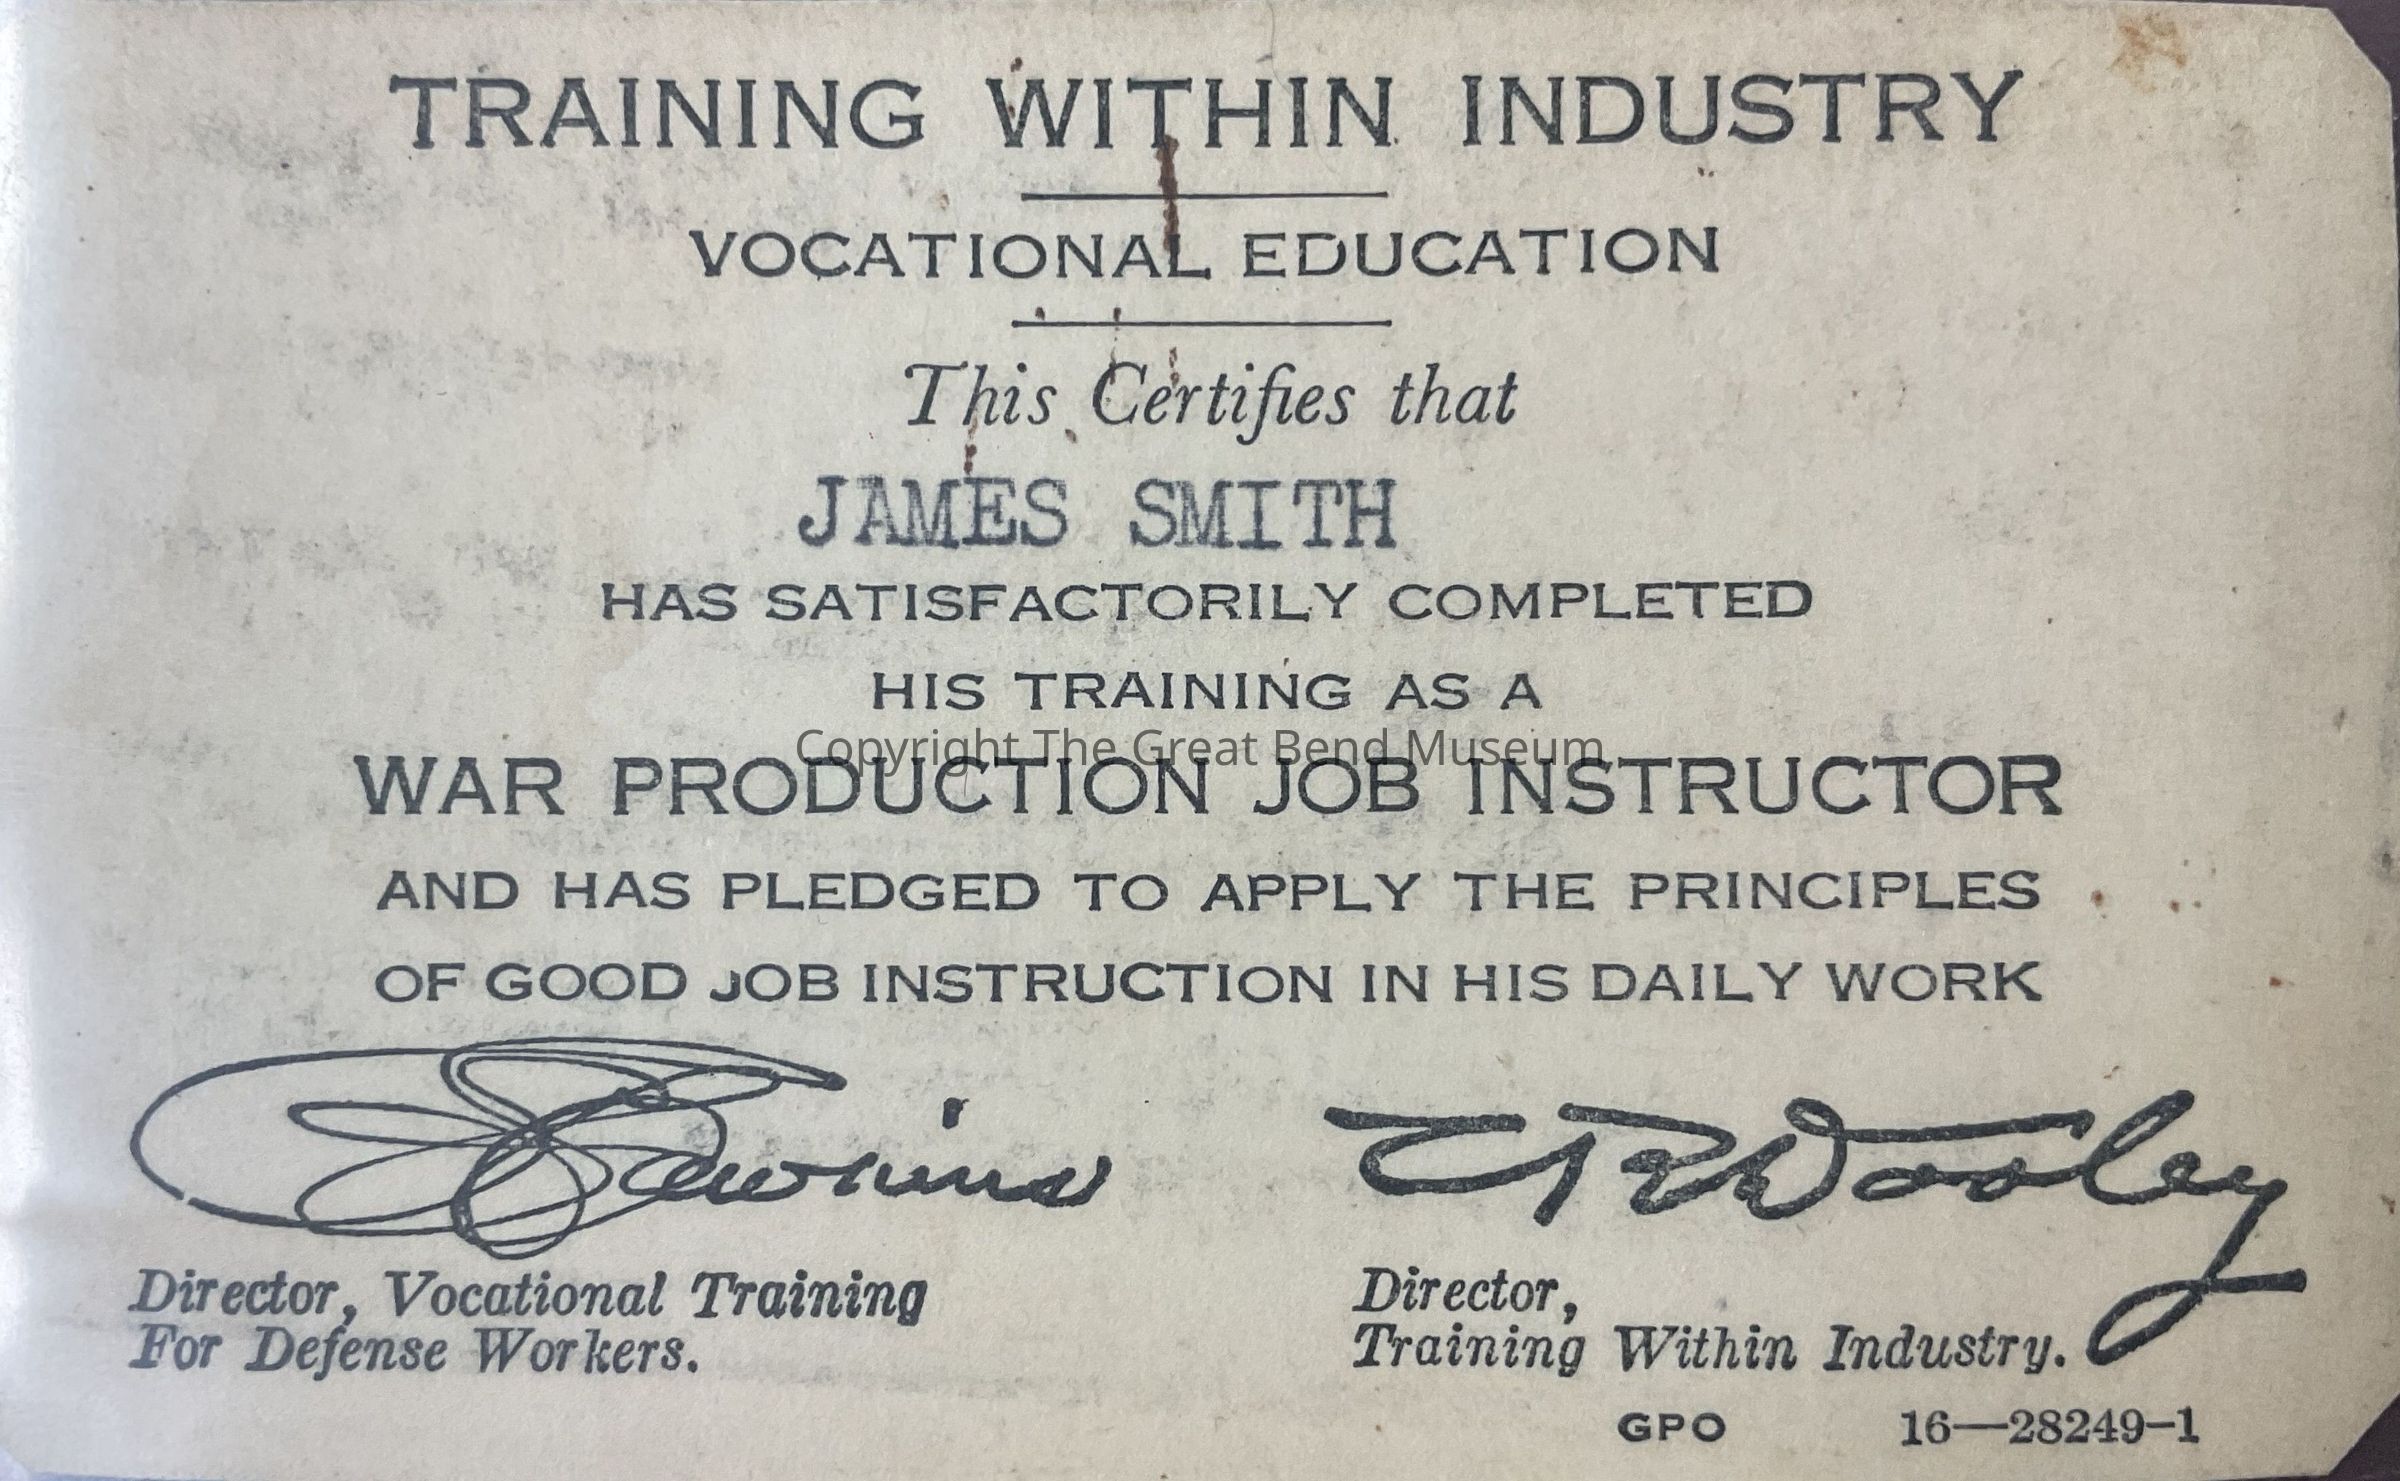 TRAINING WITHIN INDUSTRY
VOCATIONAL EDUCATION
This Certifies that
JAMES SMITH
HAS SATISFACTORILY COMPLETED
HIS TRAINING AS A
Copyright The Great Bend Museum
WAR PRODUCTION JOB INSTRUCTOR
AND HAS PLEDGED TO APPLY THE PRINCIPLES
OF GOOD JOB INSTRUCTION IN HIS DAILY WORK
Dooley
Director, Vocational Training
For Defense Workers.
Director,
Training Within Industry.
GPO 16—28249-1